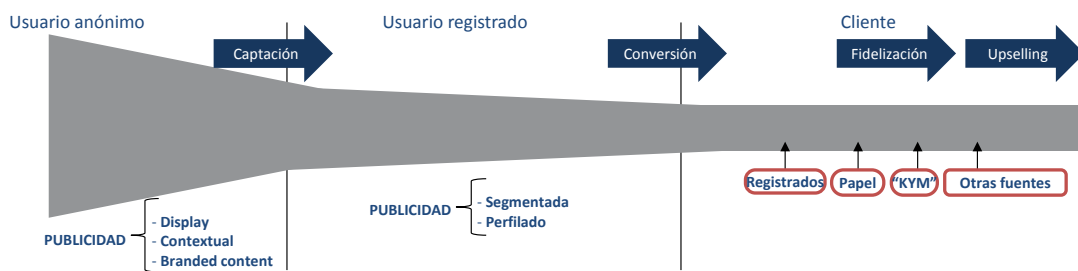 Usuario anónimo
Usuario registrado
Cliente
Captación
Conversión
Fidelización
Upselling
Registrados
Papel
“KYM”
Otras fuentes
PUBLICIDAD
- Display
- Contextual
- Branded content
PUBLICIDAD
- Segmentada
- Perfilado